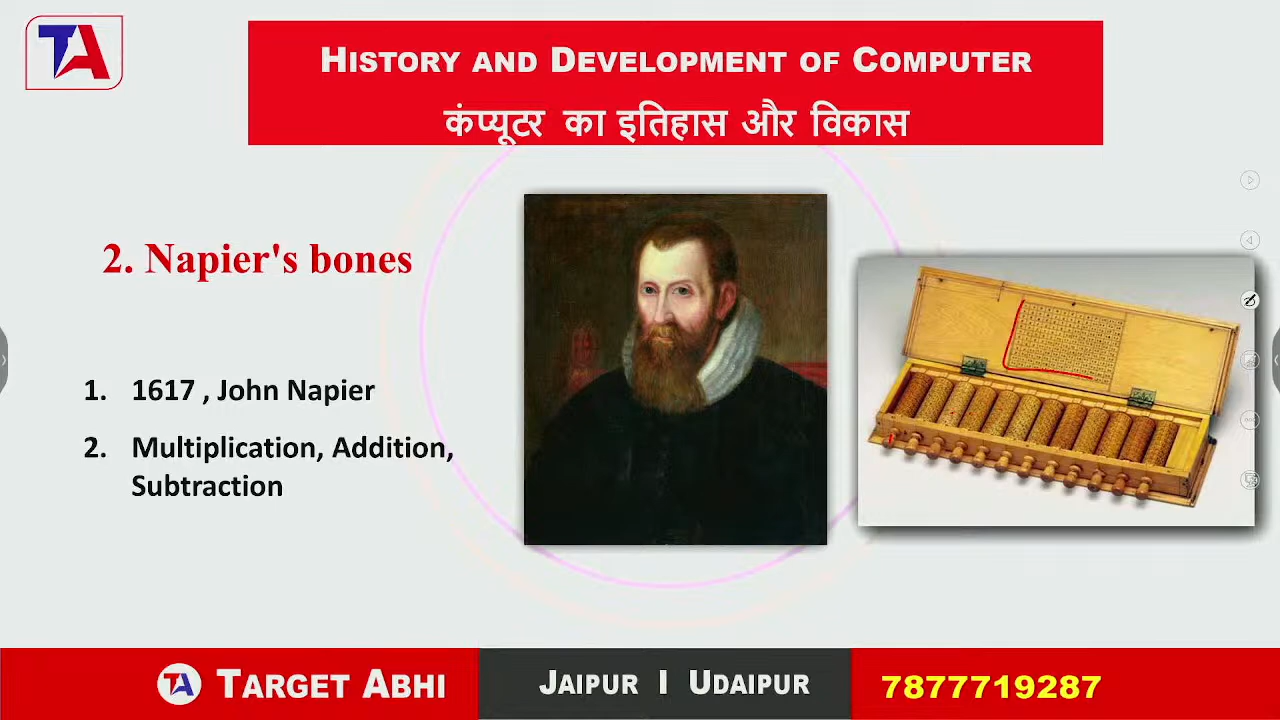 TA
HISTORY AND DEVELOPMENT OF COMPUTER
कंप्यूटर का इतिहास और विकास
2. Napier's bones
1. 1617 , John Napier
2. Multiplication, Addition,
Subtraction
TA TARGET ABHI
JAIPUR I UDAIPUR
7877719287